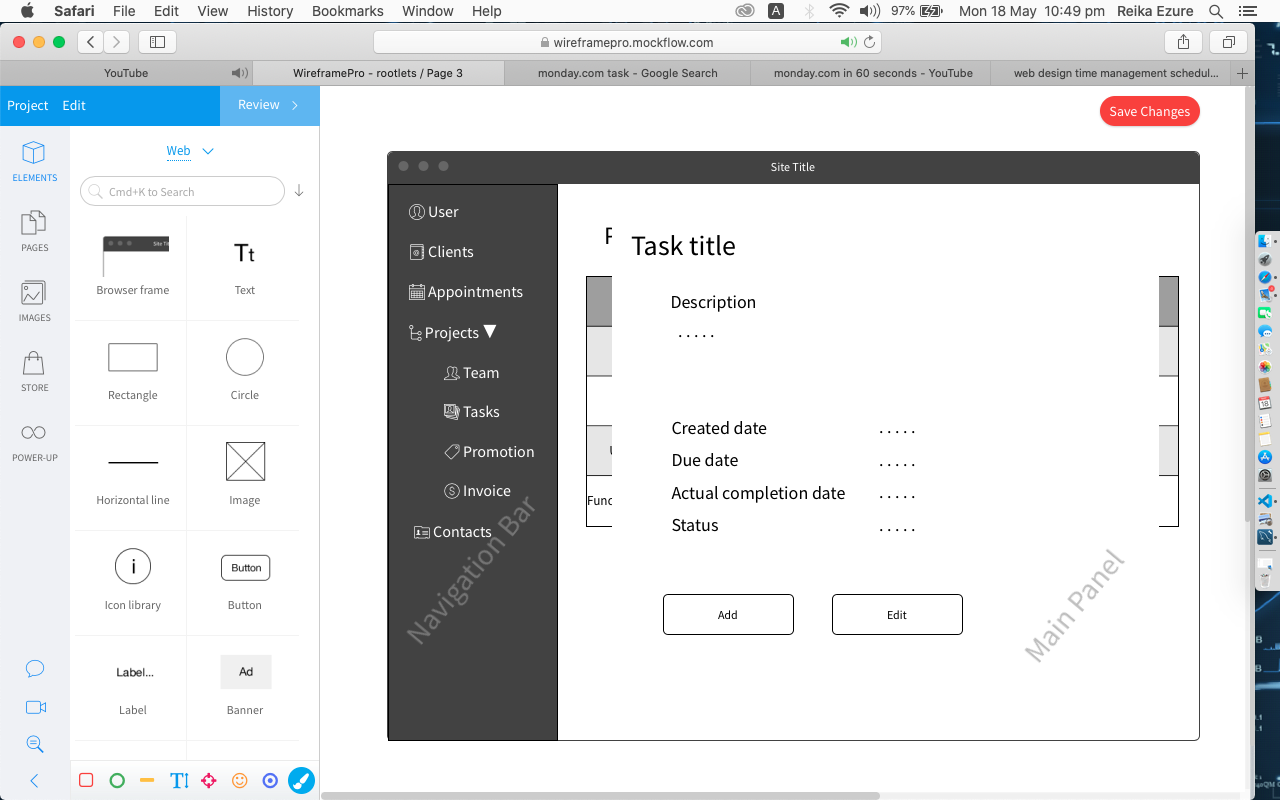 Safari File Edit View History Bookmarks Window Help A 97% Mon 18 May 10:49 pm Reika Ezure
wireframepro.mockflow.com
YouTube WireframePro - rootlets / Page 3 monday.com task - Google Search monday.com in 60 seconds - YouTube web design time management schedul...
Project Edit Review
Save Changes
ELEMENTS
PAGES
IMAGES
STORE
POWER-UP
Web
Cmd+K to Search
Browser frame
Tt
Text
Rectangle
Circle
Horizontal line
Image
i
Icon library
Button
Button
Label...
Label
Ad
Banner
Site Title
User
Clients
Appointments
Projects
Team
Tasks
Promotion
Invoice
Contacts
Navigation Bar
Task title
Description
. . . . .
Func
Created date . . . . .
Due date . . . . .
Actual completion date . . . . .
Status . . . . .
Add Edit
Main Panel